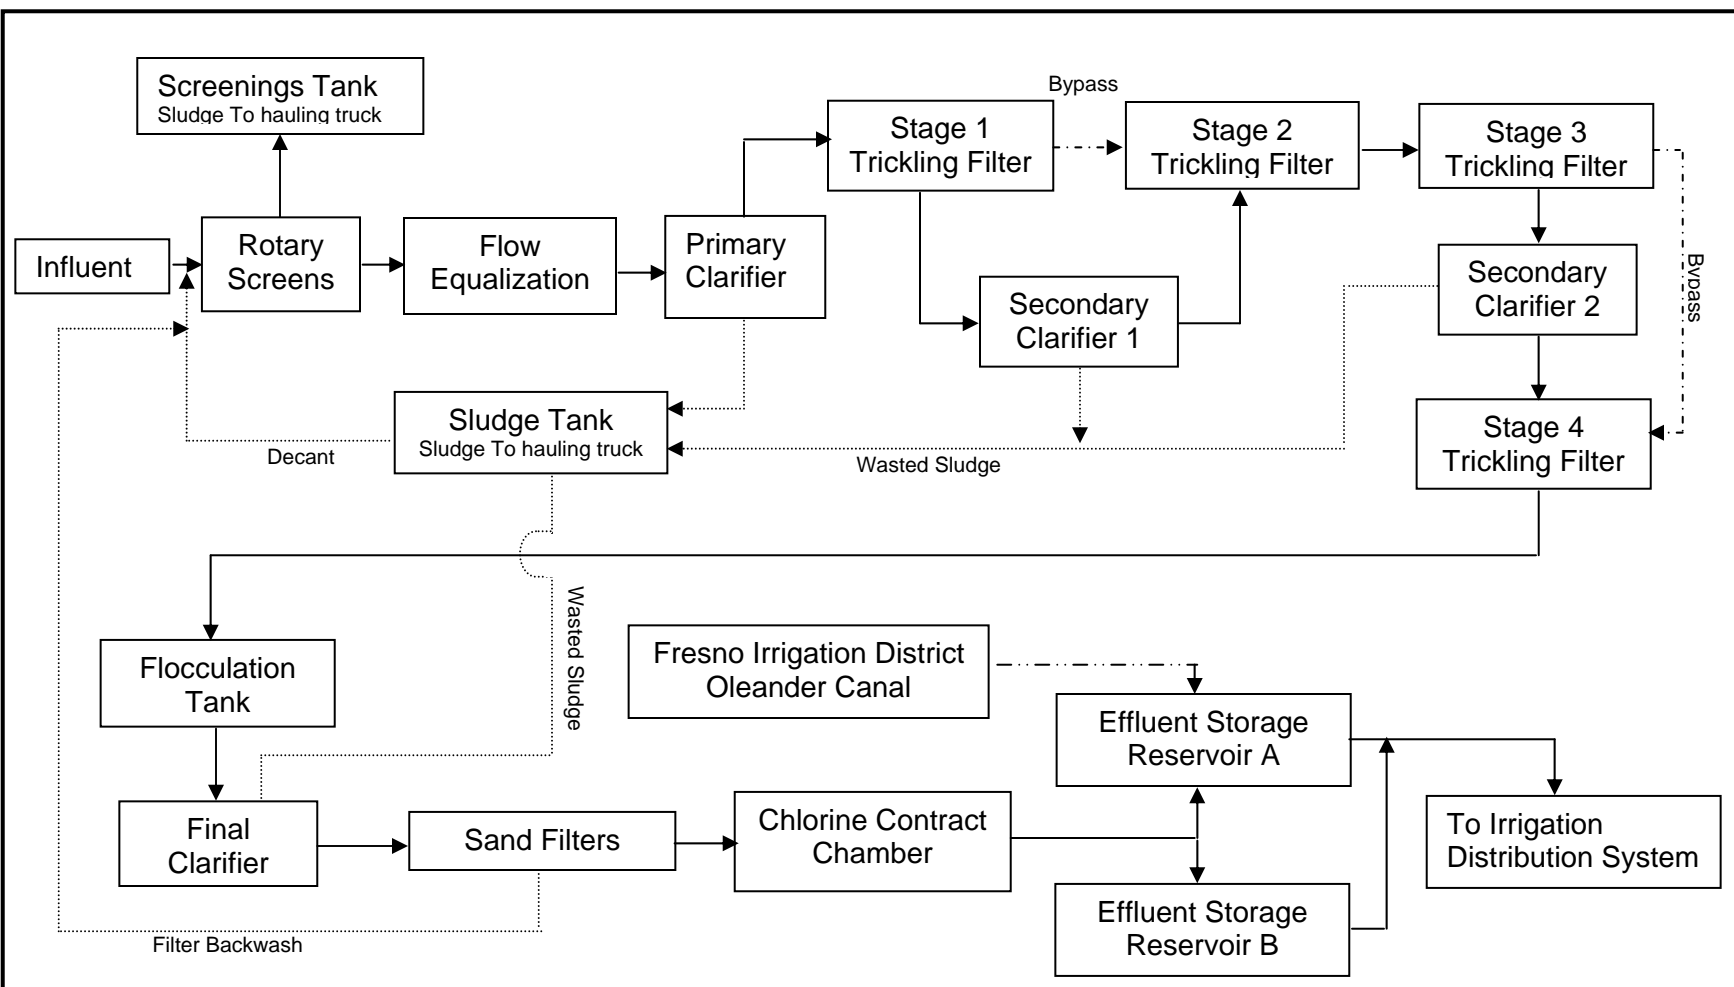 Screenings Tank
Sludge To hauling truck
Bypass
Stage 1
Trickling Filter
Stage 2
Trickling Filter
Stage 3
Trickling Filter
Influent
Rotary
Screens
Flow
Equalization
Primary
Clarifier
Secondary
Clarifier 1
Secondary
Clarifier 2
Bypass
Sludge Tank
Sludge To hauling truck
Decant
Wasted Sludge
Stage 4
Trickling Filter
Wasted Sludge
Flocculation
Tank
Fresno Irrigation District
Oleander Canal
Effluent Storage
Reservoir A
Final
Clarifier
Sand Filters
Chlorine Contract
Chamber
To Irrigation
Distribution System
Effluent Storage
Reservoir B
Filter Backwash